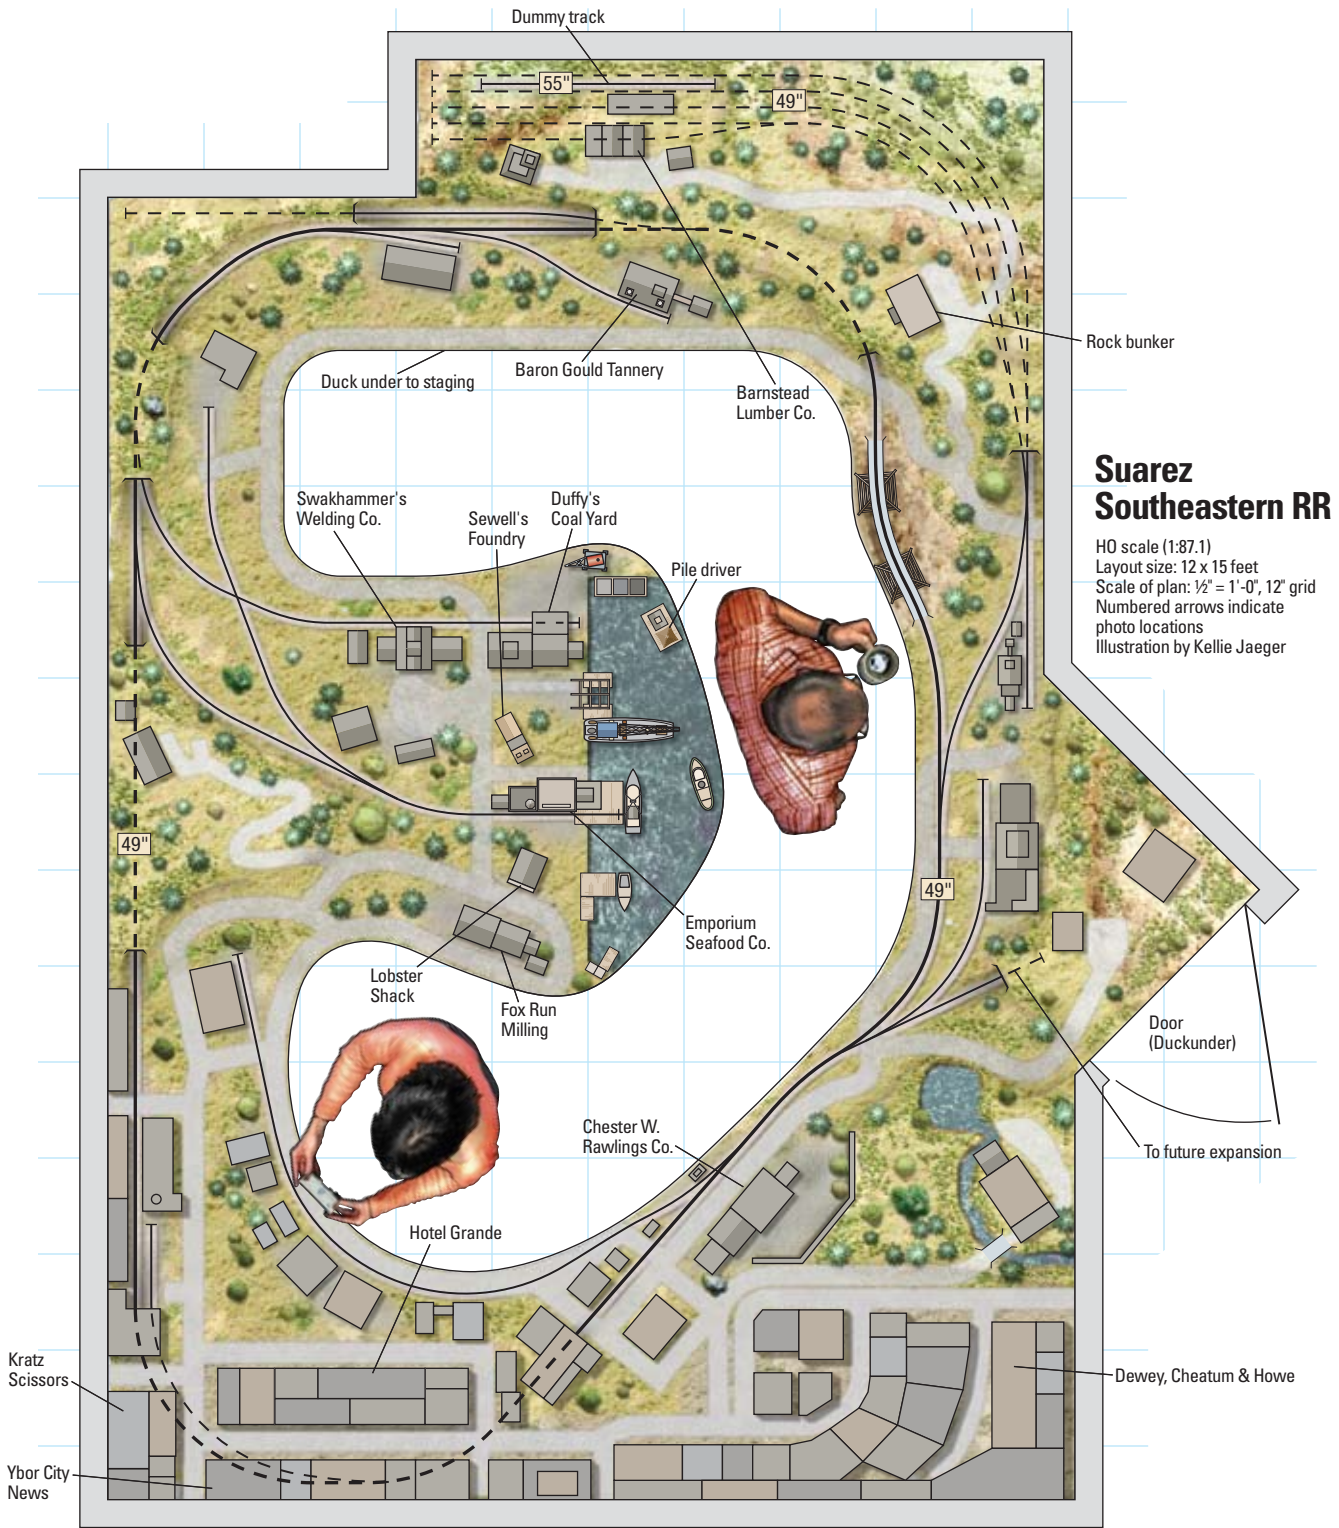 Dummy track
55"
49"
Rock bunker
Duck under to staging
Baron Gould Tannery
Barnstead
Lumber Co.
Suarez
Southeastern RR
HO scale (1:87.1)
Layout size: 12 x 15 feet
Scale of plan: ½" = 1'-0", 12" grid
Numbered arrows indicate
photo locations
Illustration by Kellie Jaeger
Swakhammer's
Welding Co.
Sewell's
Foundry
Duffy's
Coal Yard
Pile driver
49"
49"
Emporium
Seafood Co.
Lobster
Shack
Fox Run
Milling
Door
(Duckunder)
Chester W.
Rawlings Co.
To future expansion
Hotel Grande
Kratz
Scissors
Dewey, Cheatum & Howe
Ybor City
News